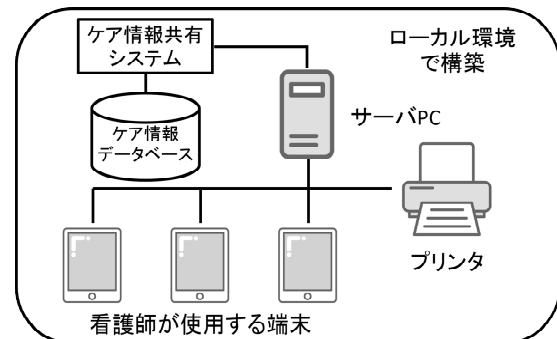 ケア情報共有
システム
ローカル環境
で構築
ケア情報
データベース
サーバPC
プリンタ
看護師が使用する端末